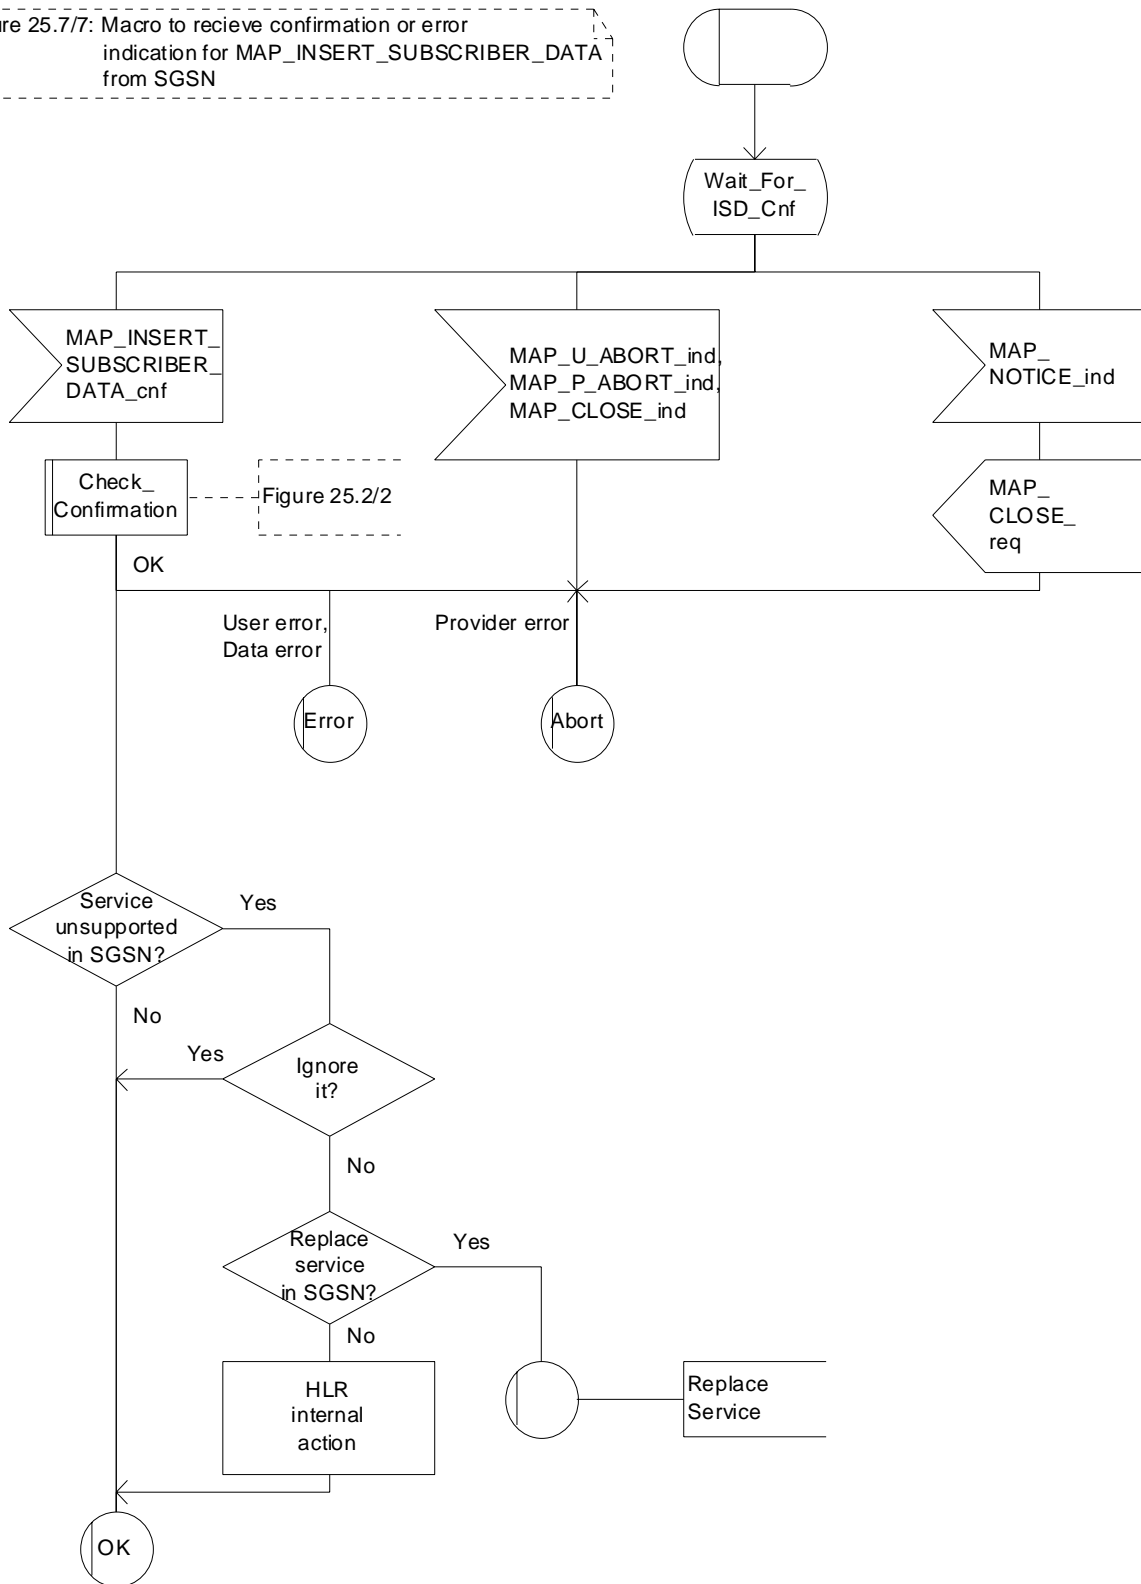 re 25.7/7: Macro to recieve confirmation or error
indication for MAP_INSERT_SUBSCRIBER_DATA
from SGSN
Wait_For_
ISD_Cnf
MAP_INSERT_
SUBSCRIBER_
DATA_cnf
MAP_U_ABORT_ind,
MAP_P_ABORT_ind,
MAP_CLOSE_ind
MAP_
NOTICE_ind
Check_
Confirmation
Figure 25.2/2
MAP_
CLOSE_
req
OK
User error,
Data error
Provider error
Error
Abort
Service
unsupported
in SGSN?
Yes
No
Yes
Ignore
it?
No
Replace
service
in SGSN?
Yes
No
HLR
internal
action
Replace
Service
OK